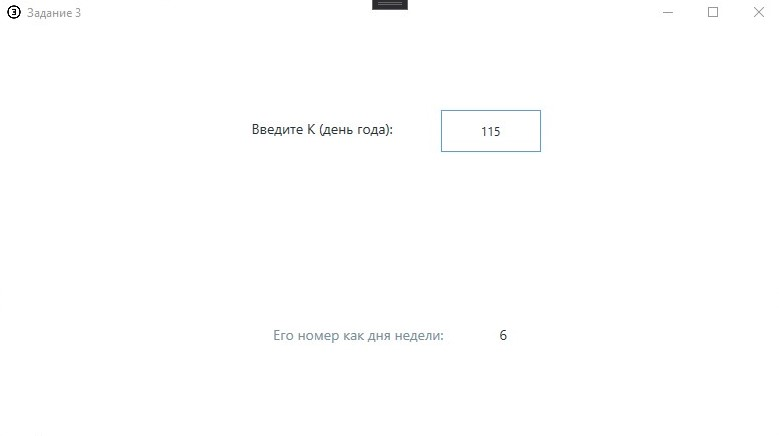 Задание 3
Введите К (день года):
115
Его номер как дня недели:
6